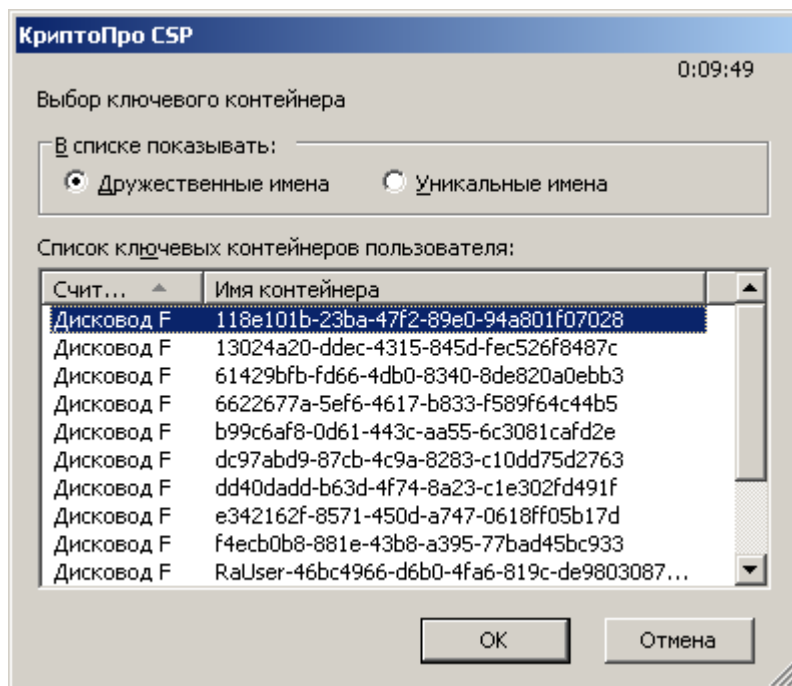 КриптоПро CSP
0:09:49
Выбор ключевого контейнера
В списке показывать:
Дружественные имена Уникальные имена
Список ключевых контейнеров пользователя:
Счит... Имя контейнера
Дисковод F 118e101b-23ba-47f2-89e0-94a801f07028
Дисковод F 13024a20-ddec-4315-845d-fec526f8487c
Дисковод F 61429bfb-fd66-4db0-8340-8de820a0ebb3
Дисковод F 6622677a-5ef6-4617-b833-f589f64c44b5
Дисковод F b99c6af8-0d61-443c-aa55-6c3081cafd2e
Дисковод F dc97abd9-87cb-4c9a-8283-c10dd75d2763
Дисковод F dd40dadd-b63d-4f74-8a23-c1e302fd491f
Дисковод F e342162f-8571-450d-a747-0618ff05b17d
Дисковод F f4ecb0b8-881e-43b8-a395-77bad45bc933
Дисковод F RaUser-46bc4966-d6b0-4fa6-819c-de9803087...
ОК Отмена